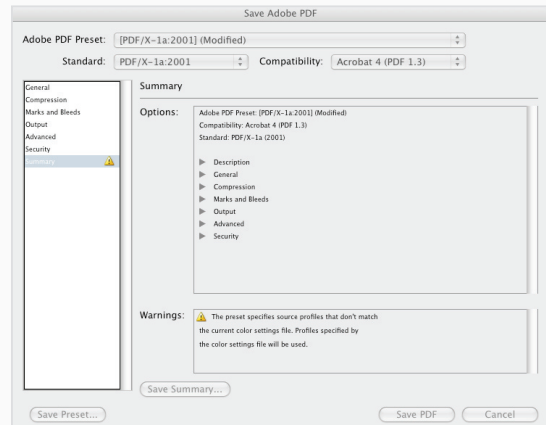 Save Adobe PDF
Adobe PDF Preset: [PDF/X-1a:2001] (Modified)
Standard: PDF/X-1a:2001 Compatibility: Acrobat 4 (PDF 1.3)
General
Compression
Marks and Bleeds
Output
Advanced
Security
Summary
Summary
Options:
Adobe PDF Preset: [PDF/X-1a:2001] (Modified)
Compatibility: Acrobat 4 (PDF 1.3)
Standard: PDF/X-1a (2001)
Description
General
Compression
Marks and Bleeds
Output
Advanced
Security
Warnings:
The preset specifies source profiles that don't match
the current color settings file. Profiles specified by
the color settings file will be used.
Save Summary...
Save Preset...
Save PDF
Cancel